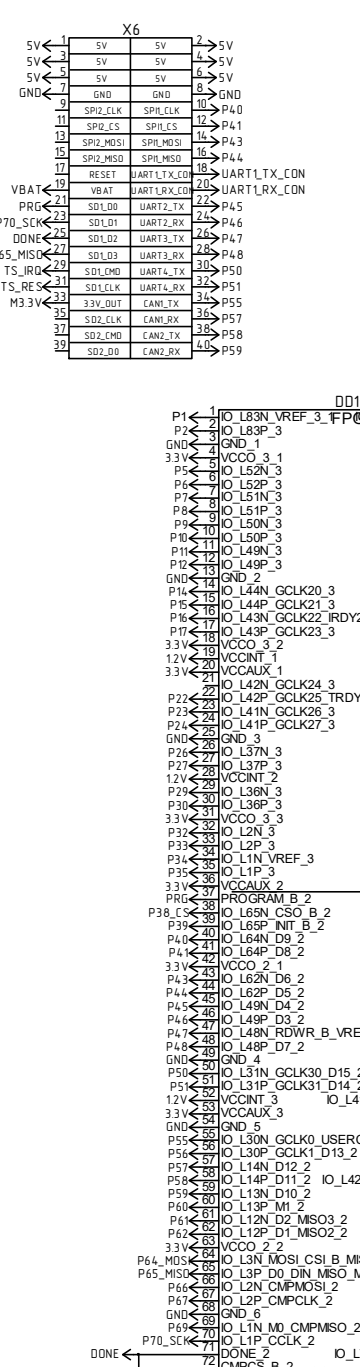 X6
5V 1 5V 5V 2 5V
5V 3 5V 5V 4 5V
5V 5 5V 5V 6 5V
GND 7 GND GND 8 GND
9 SPI2_CLK SPI1_CLK 10 P40
11 SPI2_CS SPI1_CS 12 P41
13 SPI2_MOSI SPI1_MOSI 14 P43
15 SPI2_MISO SPI1_MISO 16 P44
17 RESET UART1_TX_CON 18 UART1_TX_CON
VBAT 19 VBAT UART1_RX_CON 20 UART1_RX_CON
PRG 21 SD1_D0 UART2_TX 22 P45
P70_SCK 23 SD1_D1 UART2_RX 24 P46
DONE 25 SD1_D2 UART3_TX 26 P47
65_MISO 27 SD1_D3 UART3_RX 28 P48
TS_IRQ 29 SD1_CMD UART4_TX 30 P50
TS_RES 31 SD1_CLK UART4_RX 32 P51
M3.3V 33 3.3V_OUT CAN1_TX 34 P55
35 SD2_CLK CAN1_RX 36 P57
37 SD2_CMD CAN2_TX 38 P58
39 SD2_D0 CAN2_RX 40 P59
DD1
P1 1 IO_L83N_VREF_3_1
P2 2 IO_L83P_3
GND 3 GND_1
3.3V 4 VCCO_3_1
P5 5 IO_L52N_3
P6 6 IO_L52P_3
P7 7 IO_L51N_3
P8 8 IO_L51P_3
P9 9 IO_L50N_3
P10 10 IO_L50P_3
P11 11 IO_L49N_3
P12 12 IO_L49P_3
GND 13 GND_2
P14 14 IO_L44N_GCLK20_3
P15 15 IO_L44P_GCLK21_3
P16 16 IO_L43N_GCLK22_IRDY2
P17 17 IO_L43P_GCLK23_3
3.3V 18 VCCO_3_2
1.2V 19 VCCINT_1
3.3V 20 VCCAUX_1
21 IO_L42N_GCLK24_3
P22 22 IO_L42P_GCLK25_TRDY
P23 23 IO_L41N_GCLK26_3
P24 24 IO_L41P_GCLK27_3
GND 25 GND_3
P26 26 IO_L37N_3
P27 27 IO_L37P_3
1.2V 28 VCCINT_2
P29 29 IO_L36N_3
P30 30 IO_L36P_3
3.3V 31 VCCO_3_3
P32 32 IO_L2N_3
P33 33 IO_L2P_3
P34 34 IO_L1N_VREF_3
P35 35 IO_L1P_3
3.3V 36 VCCAUX_2
PRG 37 PROGRAM_B_2
P38_CS 38 IO_L65N_CSO_B_2
P39 39 IO_L65P_INIT_B_2
P40 40 IO_L64N_D9_2
P41 41 IO_L64P_D8_2
3.3V 42 VCCO_2_1
P43 43 IO_L62N_D6_2
P44 44 IO_L62P_D5_2
P45 45 IO_L49N_D4_2
P46 46 IO_L49P_D3_2
P47 47 IO_L48N_RDWR_B_VRE
P48 48 IO_L48P_D7_2
GND 49 GND_4
P50 50 IO_L31N_GCLK30_D15_2
P51 51 IO_L31P_GCLK31_D14_2
1.2V 52 VCCINT_3 IO_L4
3.3V 53 VCCAUX_3
GND 54 GND_5
P55 55 IO_L30N_GCLK0_USERC
P56 56 IO_L30P_GCLK1_D13_2
P57 57 IO_L14N_D12_2
P58 58 IO_L14P_D11_2 IO_L42
P59 59 IO_L13N_D10_2
P60 60 IO_L13P_M1_2
P61 61 IO_L12N_D2_MISO3_2
P62 62 IO_L12P_D1_MISO2_2
3.3V 63 VCCO_2_2
P64_MOSI 64 IO_L3N_MOSI_CSI_B_MIS
P65_MISO 65 IO_L3P_D0_DIN_MISO_M
P66 66 IO_L2N_CMPMOSI_2
P67 67 IO_L2P_CMPCLK_2
GND 68 GND_6
P69 69 IO_L1N_M0_CMPMISO_2
P70_SCK 70 IO_L1P_CCLK_2
DONE 71 DONE_2 IO_L
72 CMPCS_B_2